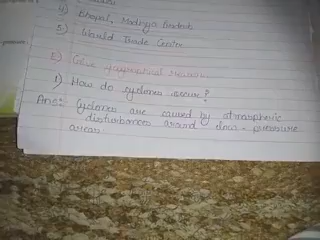 4) Bhopal, Madhya Pradesh
5) World Trade Center
E) Give geographical reasons.
1) How do cyclones occur?
Ans: Cyclones are caused by atmospheric
disturbances around low-pressure
areas